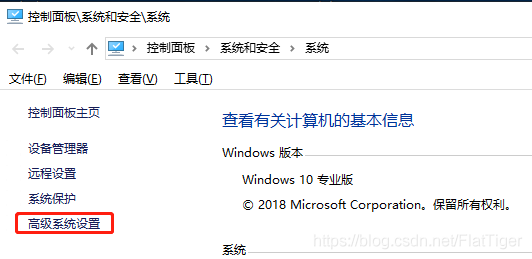 控制面板\系统和安全\系统
控制面板 > 系统和安全 > 系统
文件(F) 编辑(E) 查看(V) 工具(T)
控制面板主页
查看有关计算机的基本信息
设备管理器
Windows 版本
远程设置
Windows 10 专业版
系统保护
© 2018 Microsoft Corporation。保留所有权利。
高级系统设置
系统
https://blog.csdn.net/FlatTiger